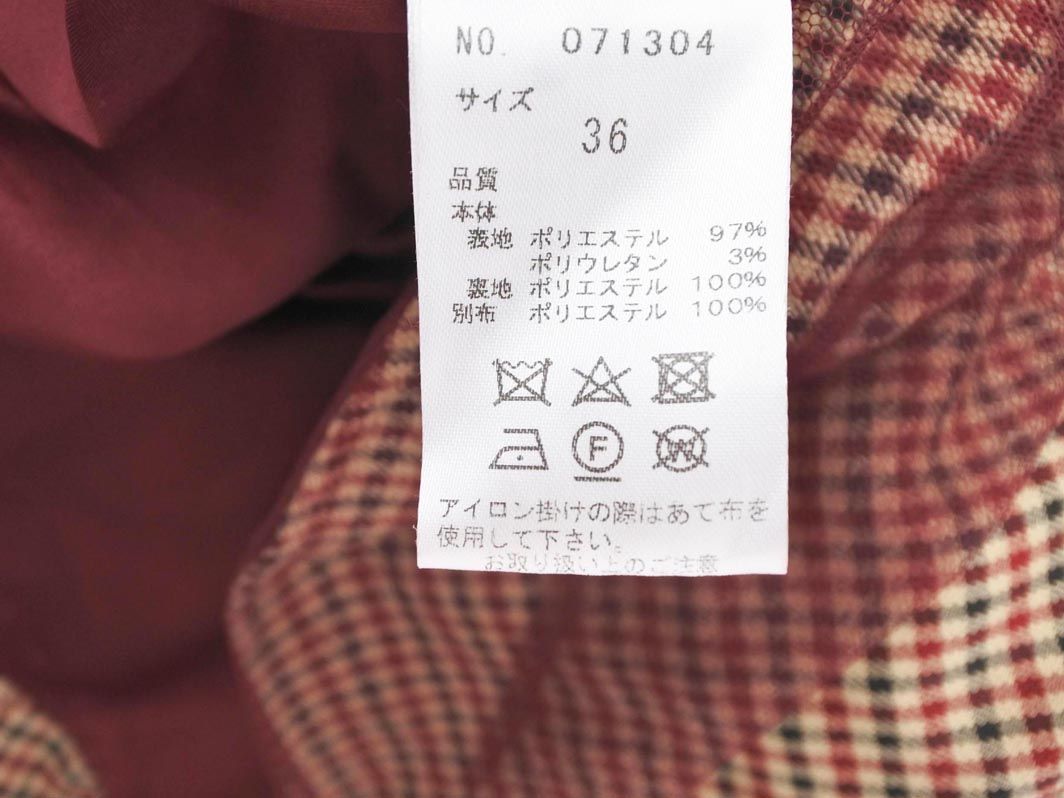 NO. 071304
サイズ
36
品質
本体
表地 ポリエステル 97%
ポリウレタン 3%
裏地 ポリエステル 100%
別布 ポリエステル 100%
F W
アイロン掛けの際はあて布を
使用して下さい。
お取り扱い上のご注意